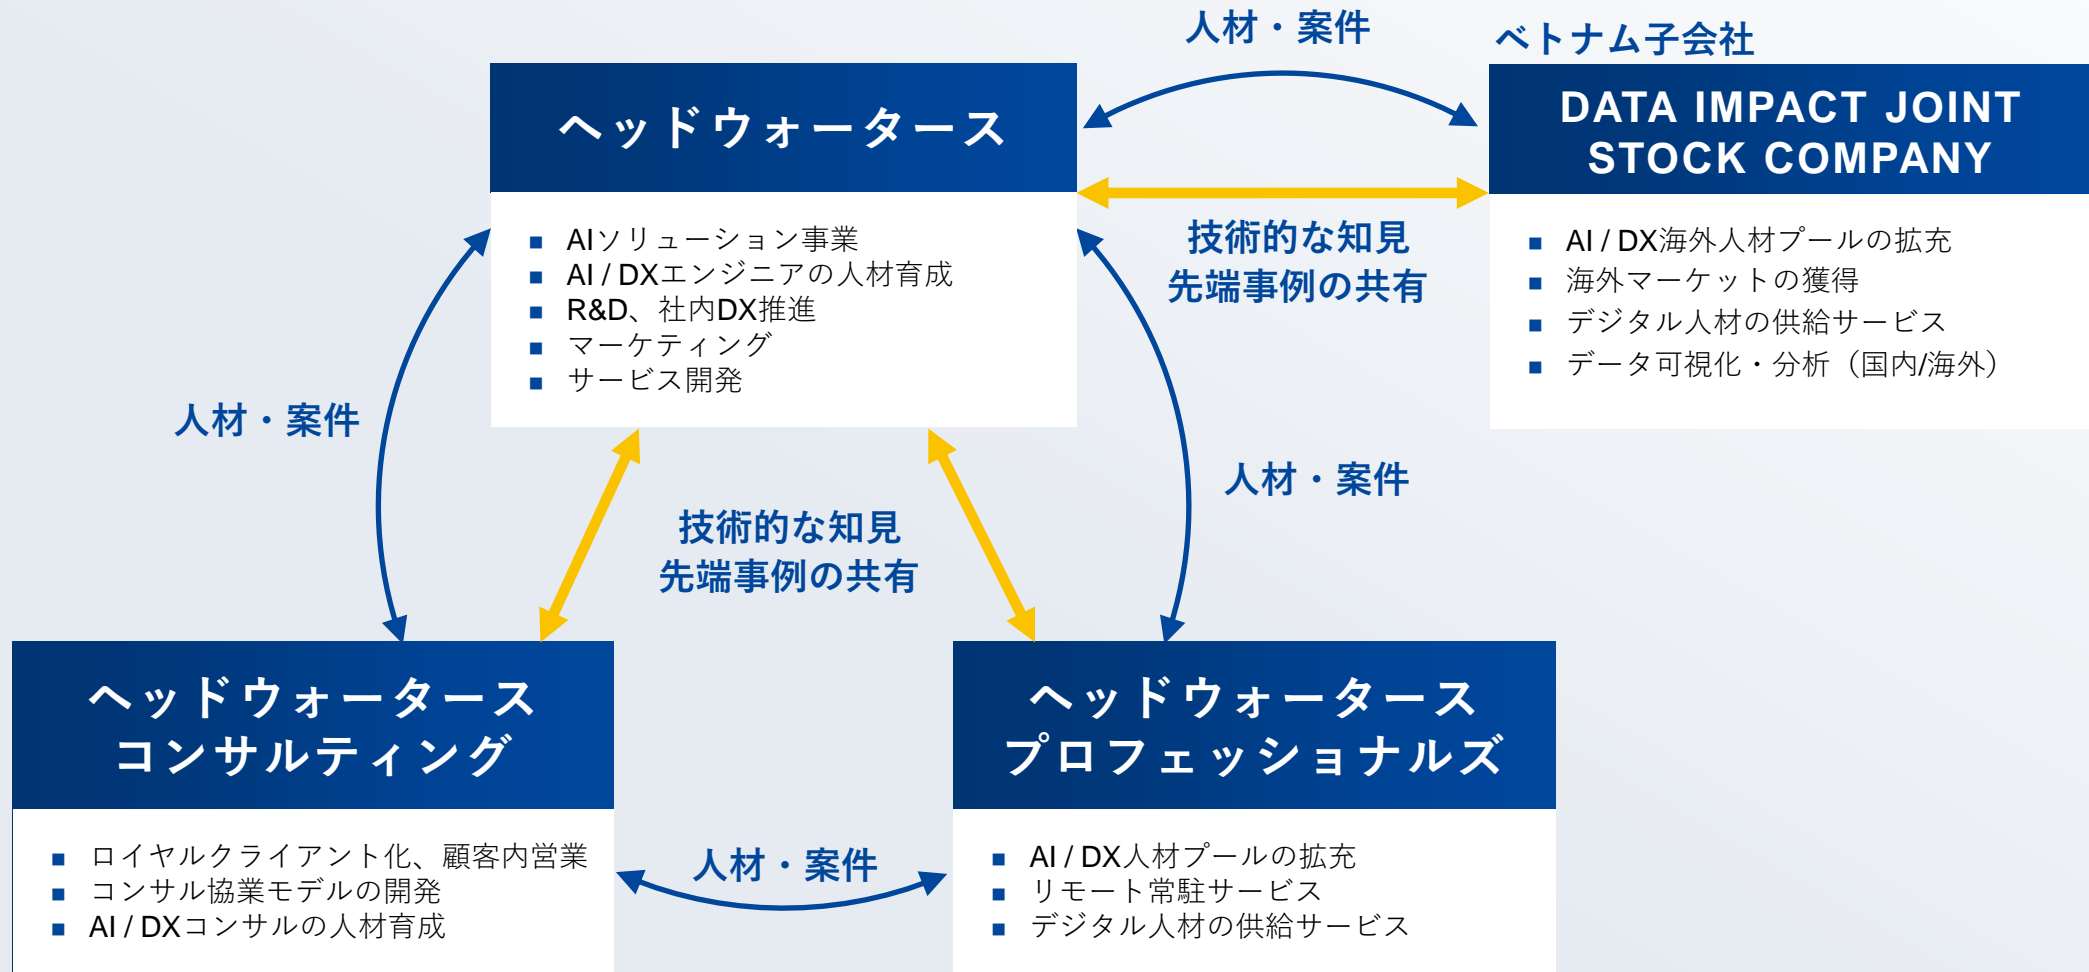 人材・案件
ベトナム子会社
ヘッドウォータース
DATA IMPACT JOINT
STOCK COMPANY
■ AIソリューション事業
■ AI / DXエンジニアの人材育成
■ R&D、社内DX推進
■ マーケティング
■ サービス開発
技術的な知見
先端事例の共有
■ AI / DX海外人材プールの拡充
■ 海外マーケットの獲得
■ デジタル人材の供給サービス
■ データ可視化・分析（国内/海外）
人材・案件
人材・案件
技術的な知見
先端事例の共有
ヘッドウォータース
コンサルティング
■ ロイヤルクライアント化、顧客内営業
■ コンサル協業モデルの開発
■ AI / DXコンサルの人材育成
人材・案件
ヘッドウォータース
プロフェッショナルズ
■ AI / DX人材プールの拡充
■ リモート常駐サービス
■ デジタル人材の供給サービス